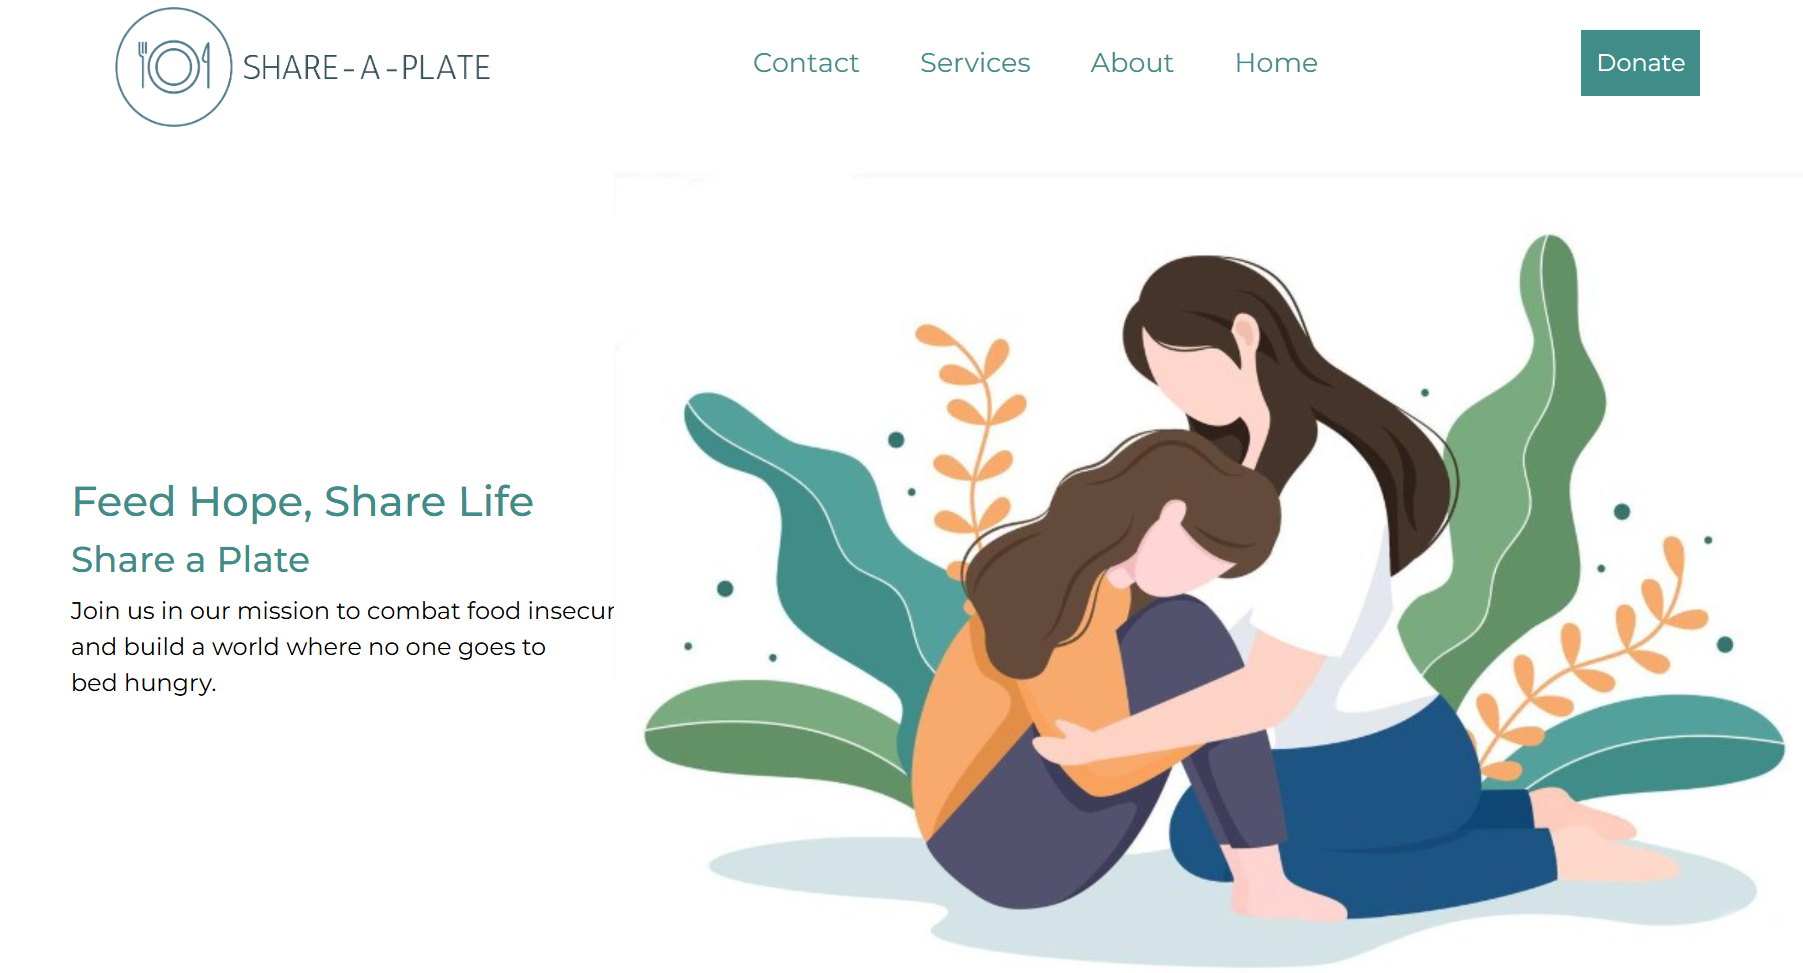 SHARE-A-PLATE
Contact Services About Home
Donate
Feed Hope, Share Life
Share a Plate
Join us in our mission to combat food insecur
and build a world where no one goes to
bed hungry.